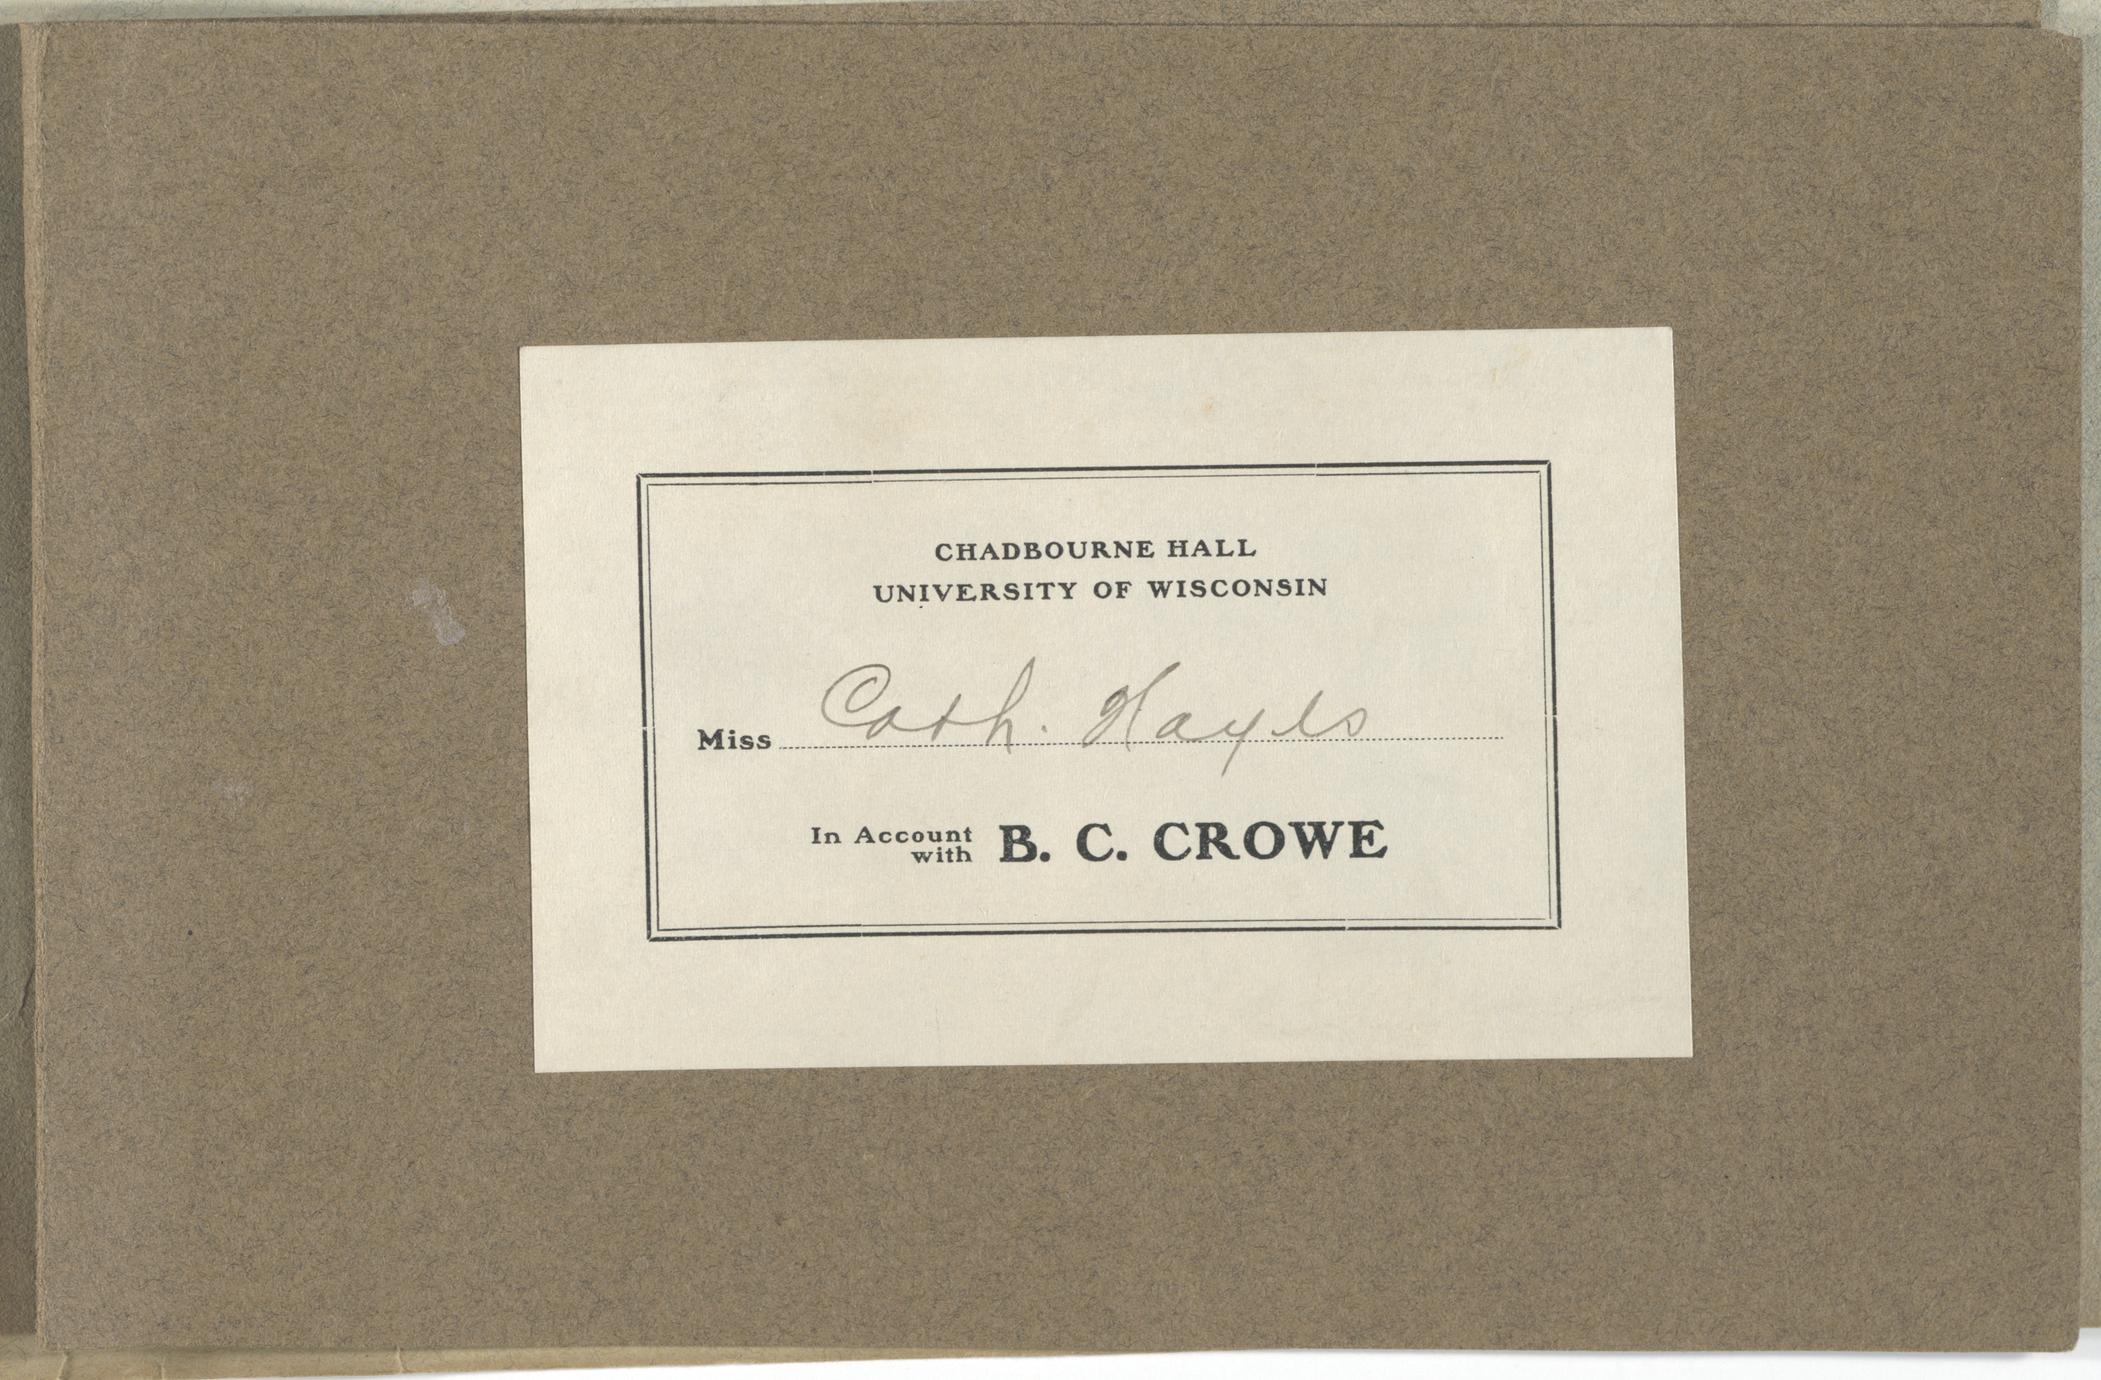 CHADBOURNE HALL
UNIVERSITY OF WISCONSIN
Miss Cath. Hayes
In Account with B. C. CROWE